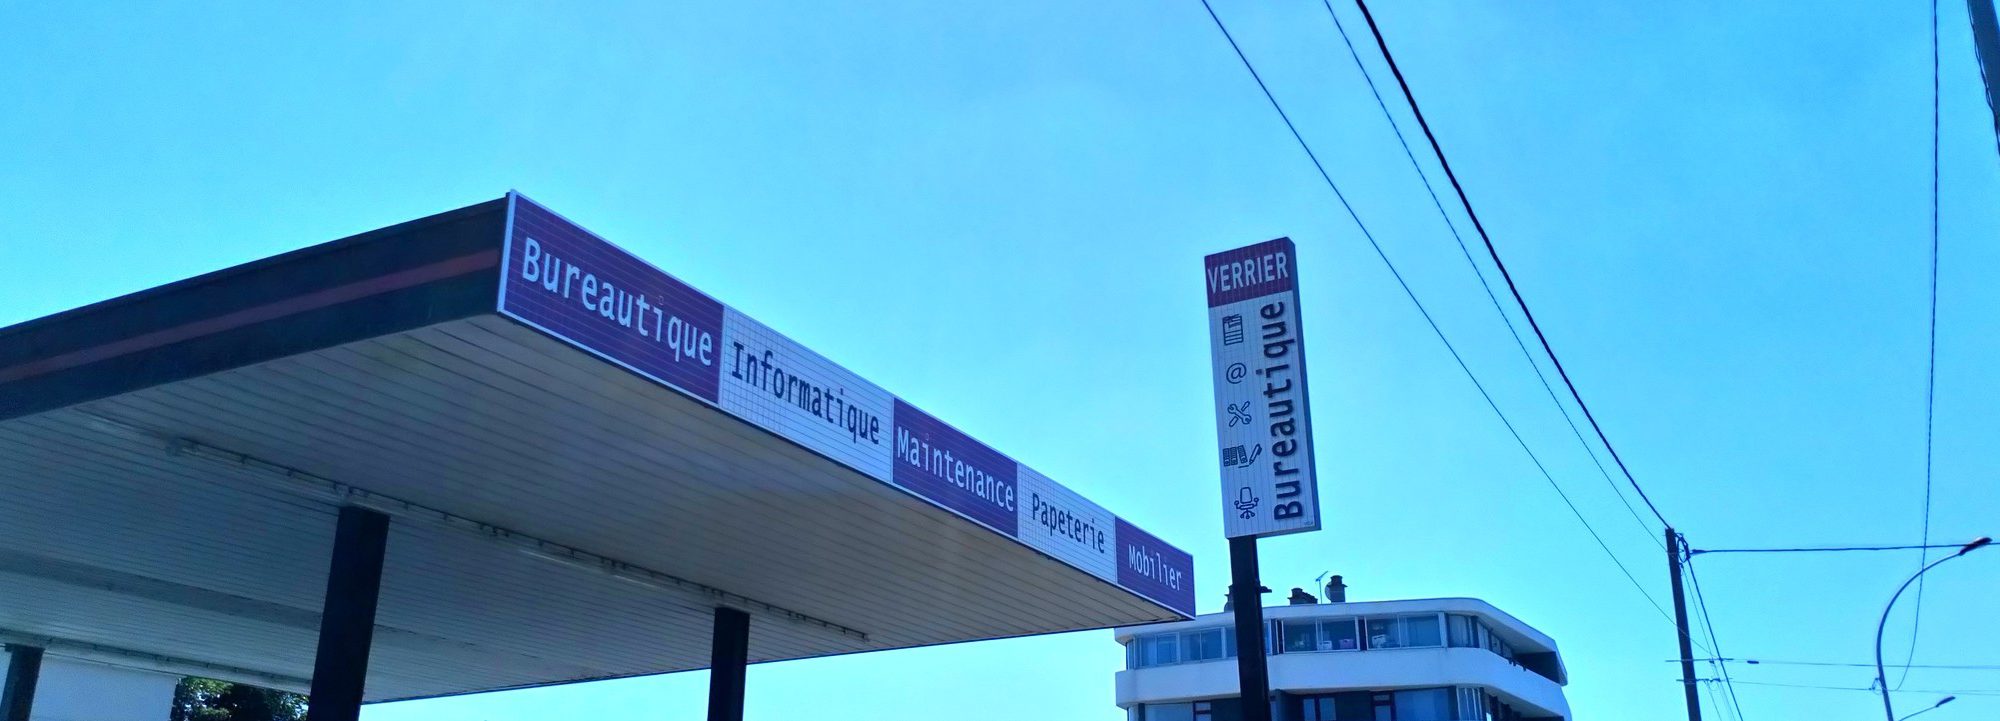 Bureautique
Informatique
Maintenance
Papeterie
Mobilier
VERRIER
@
Bureautique